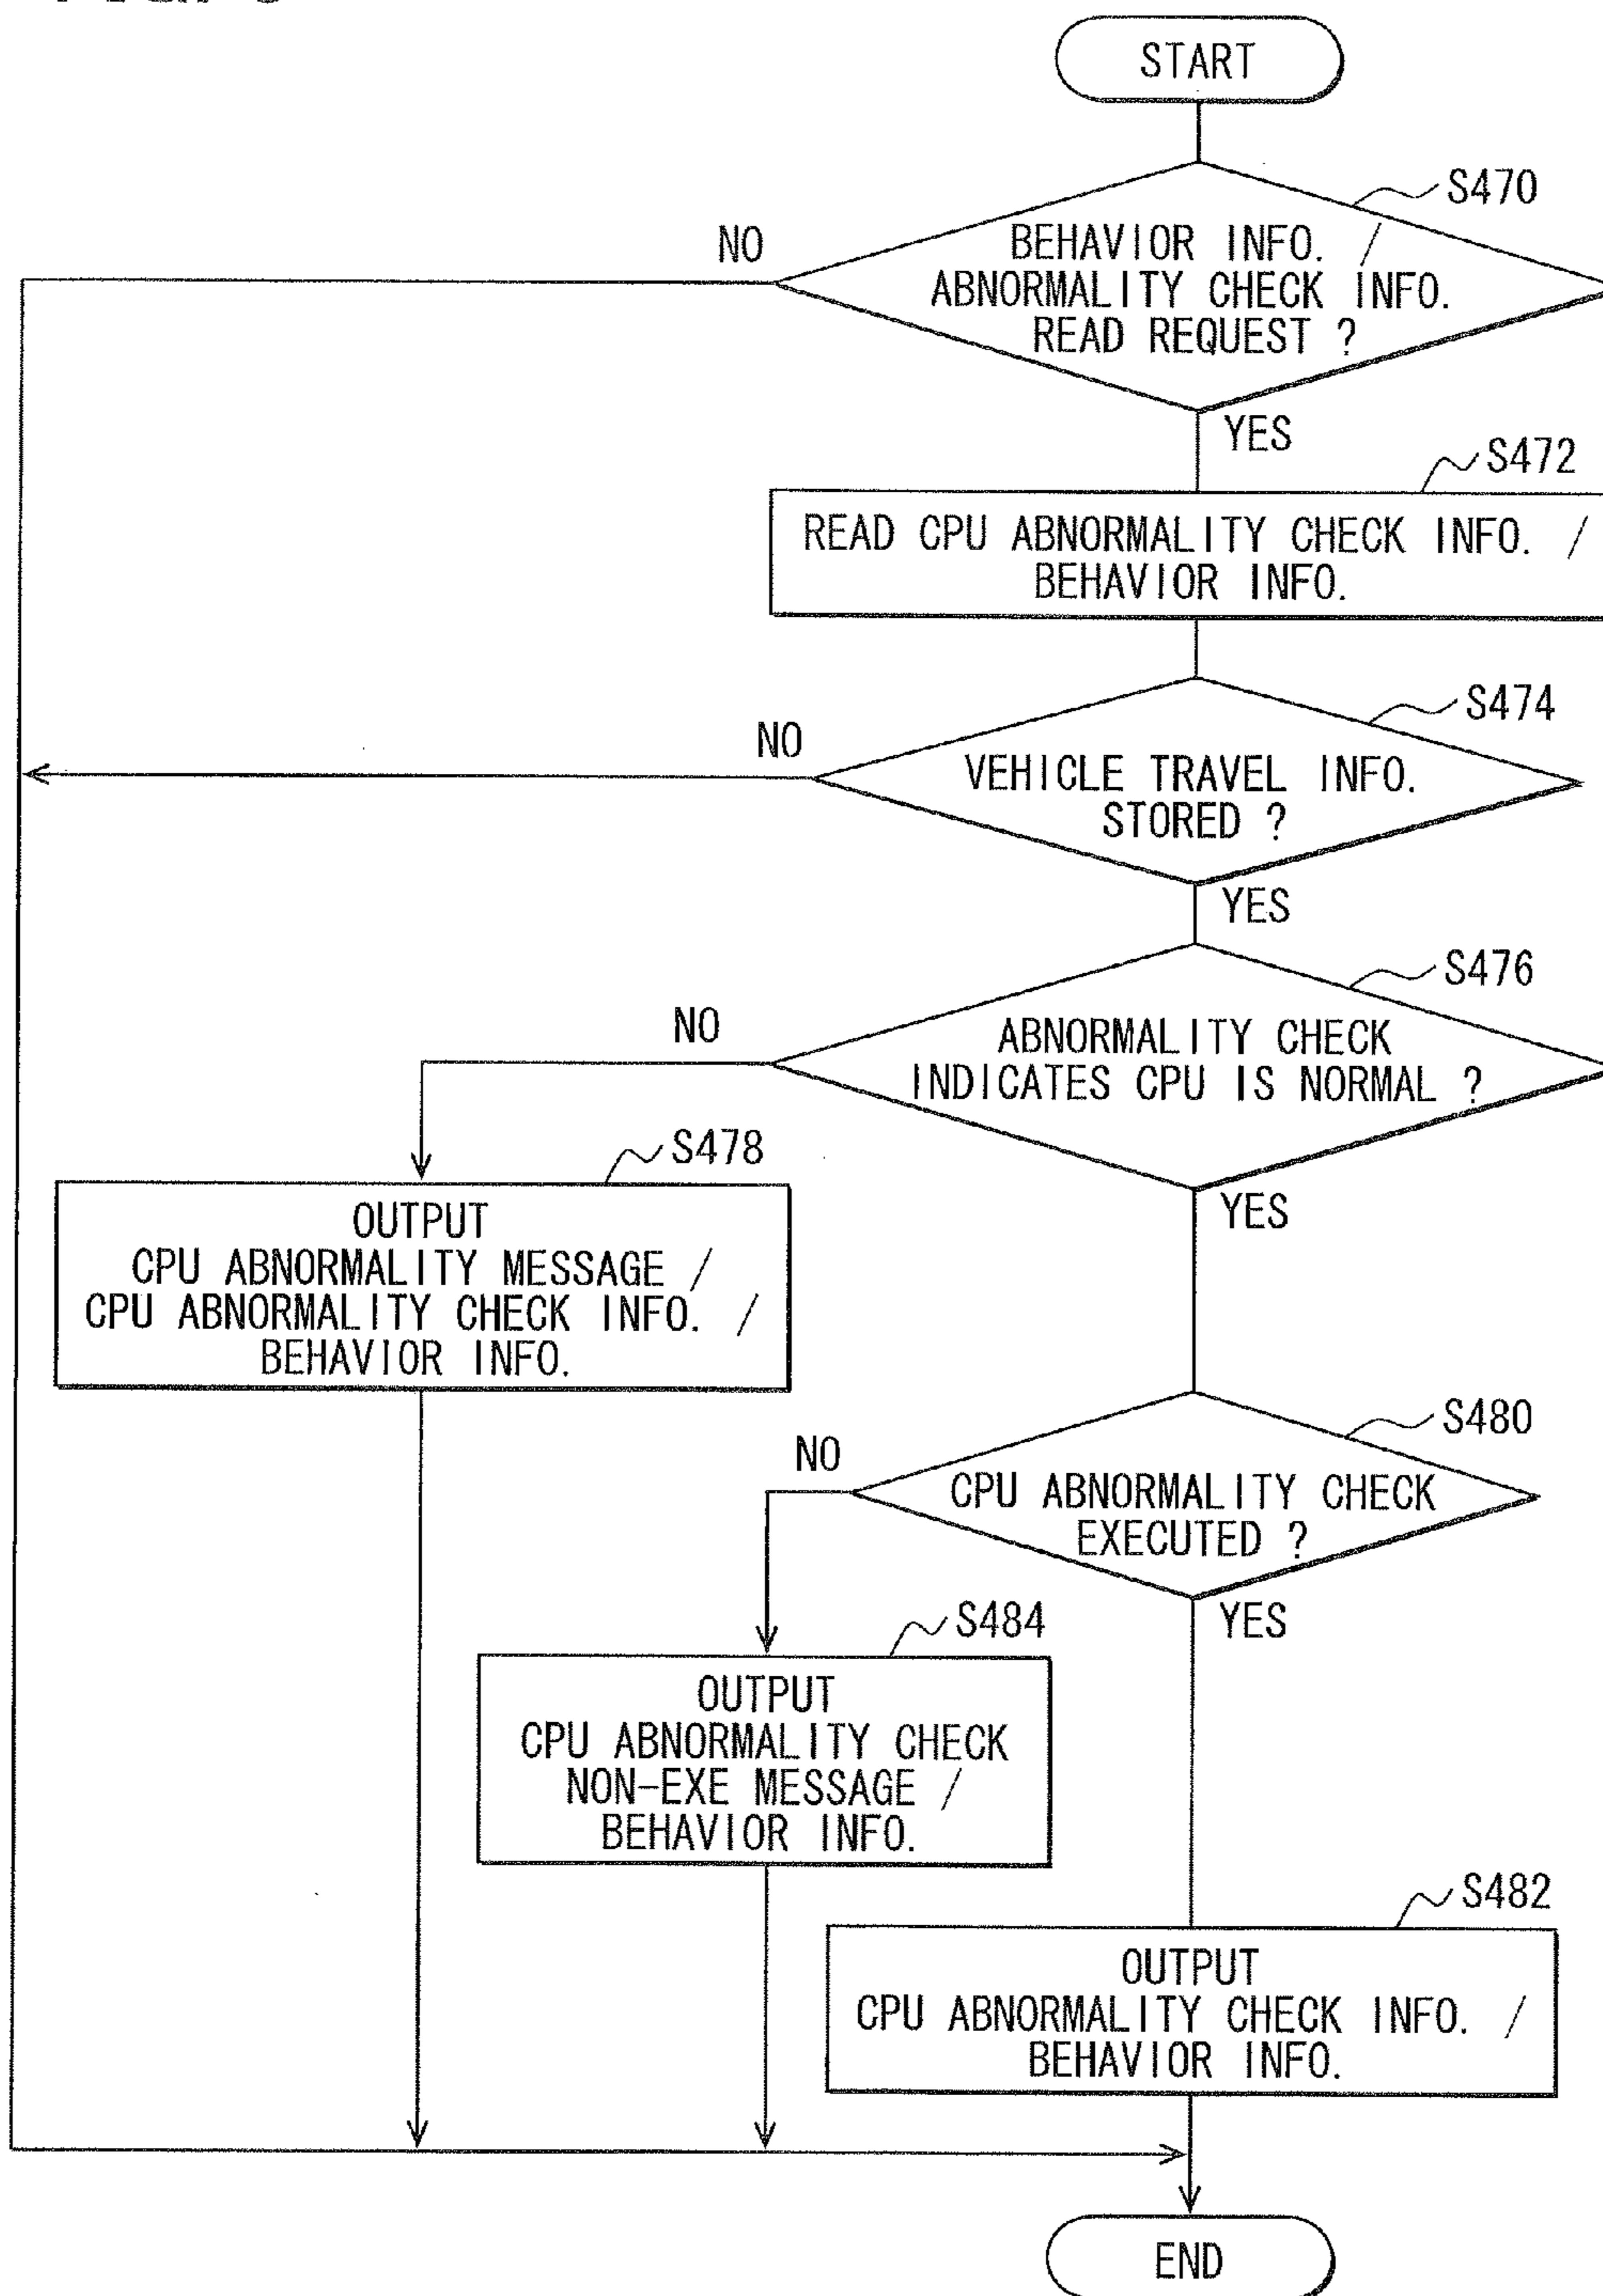 START
S470
NO
BEHAVIOR INFO. /
ABNORMALITY CHECK INFO.
READ REQUEST ?
YES
S472
READ CPU ABNORMALITY CHECK INFO. /
BEHAVIOR INFO.
S474
NO
VEHICLE TRAVEL INFO.
STORED ?
YES
S476
NO
ABNORMALITY CHECK
INDICATES CPU IS NORMAL ?
YES
S478
OUTPUT
CPU ABNORMALITY MESSAGE /
CPU ABNORMALITY CHECK INFO. /
BEHAVIOR INFO.
S480
NO
CPU ABNORMALITY CHECK
EXECUTED ?
YES
S484
OUTPUT
CPU ABNORMALITY CHECK
NON-EXE MESSAGE /
BEHAVIOR INFO.
S482
OUTPUT
CPU ABNORMALITY CHECK INFO. /
BEHAVIOR INFO.
END